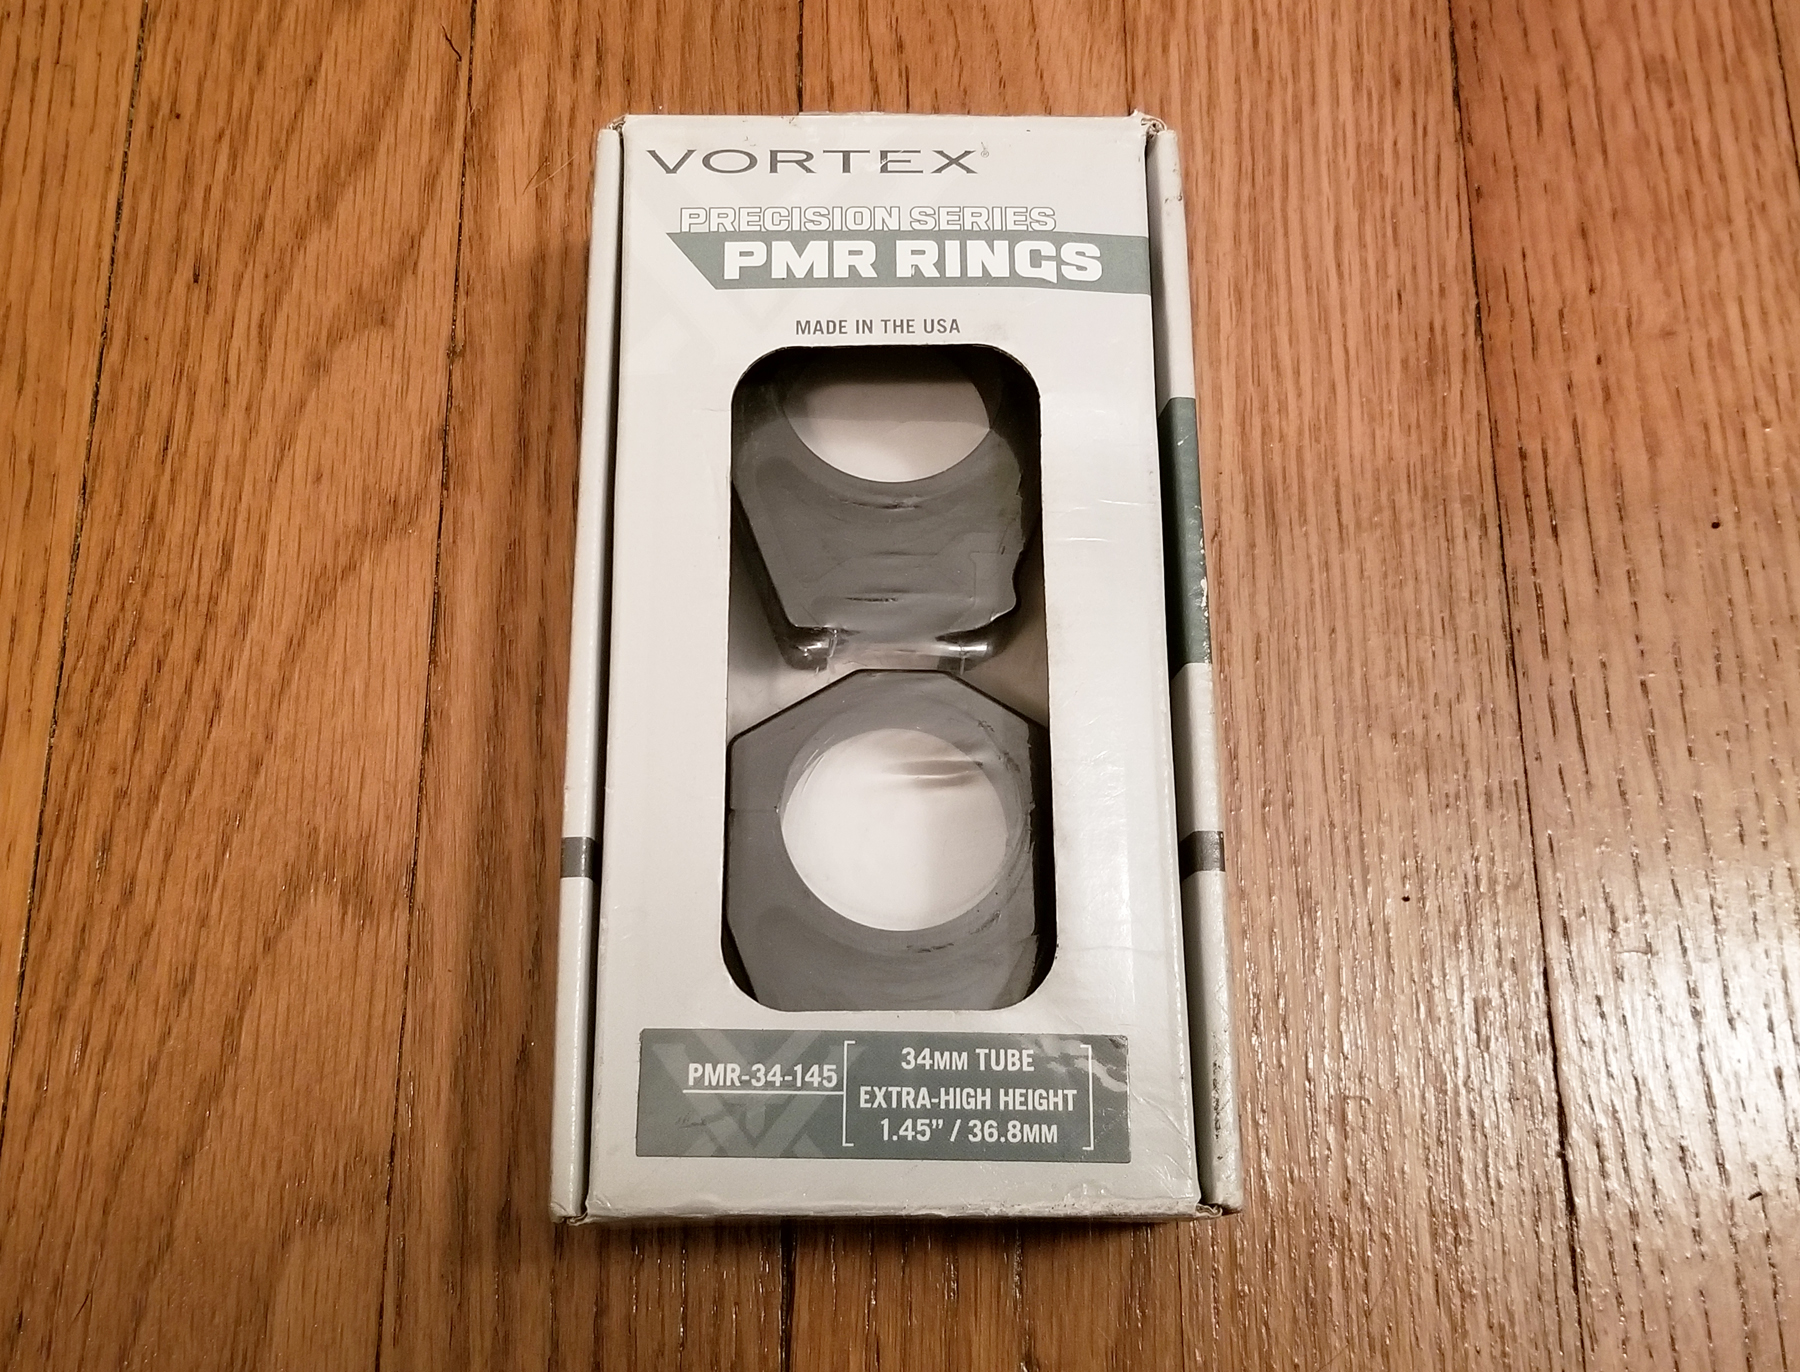 VORTEX®
PRECISION SERIES
PMR RINGS
MADE IN THE USA
PMR-34-145
34MM TUBE
EXTRA-HIGH HEIGHT
1.45” / 36.8MM